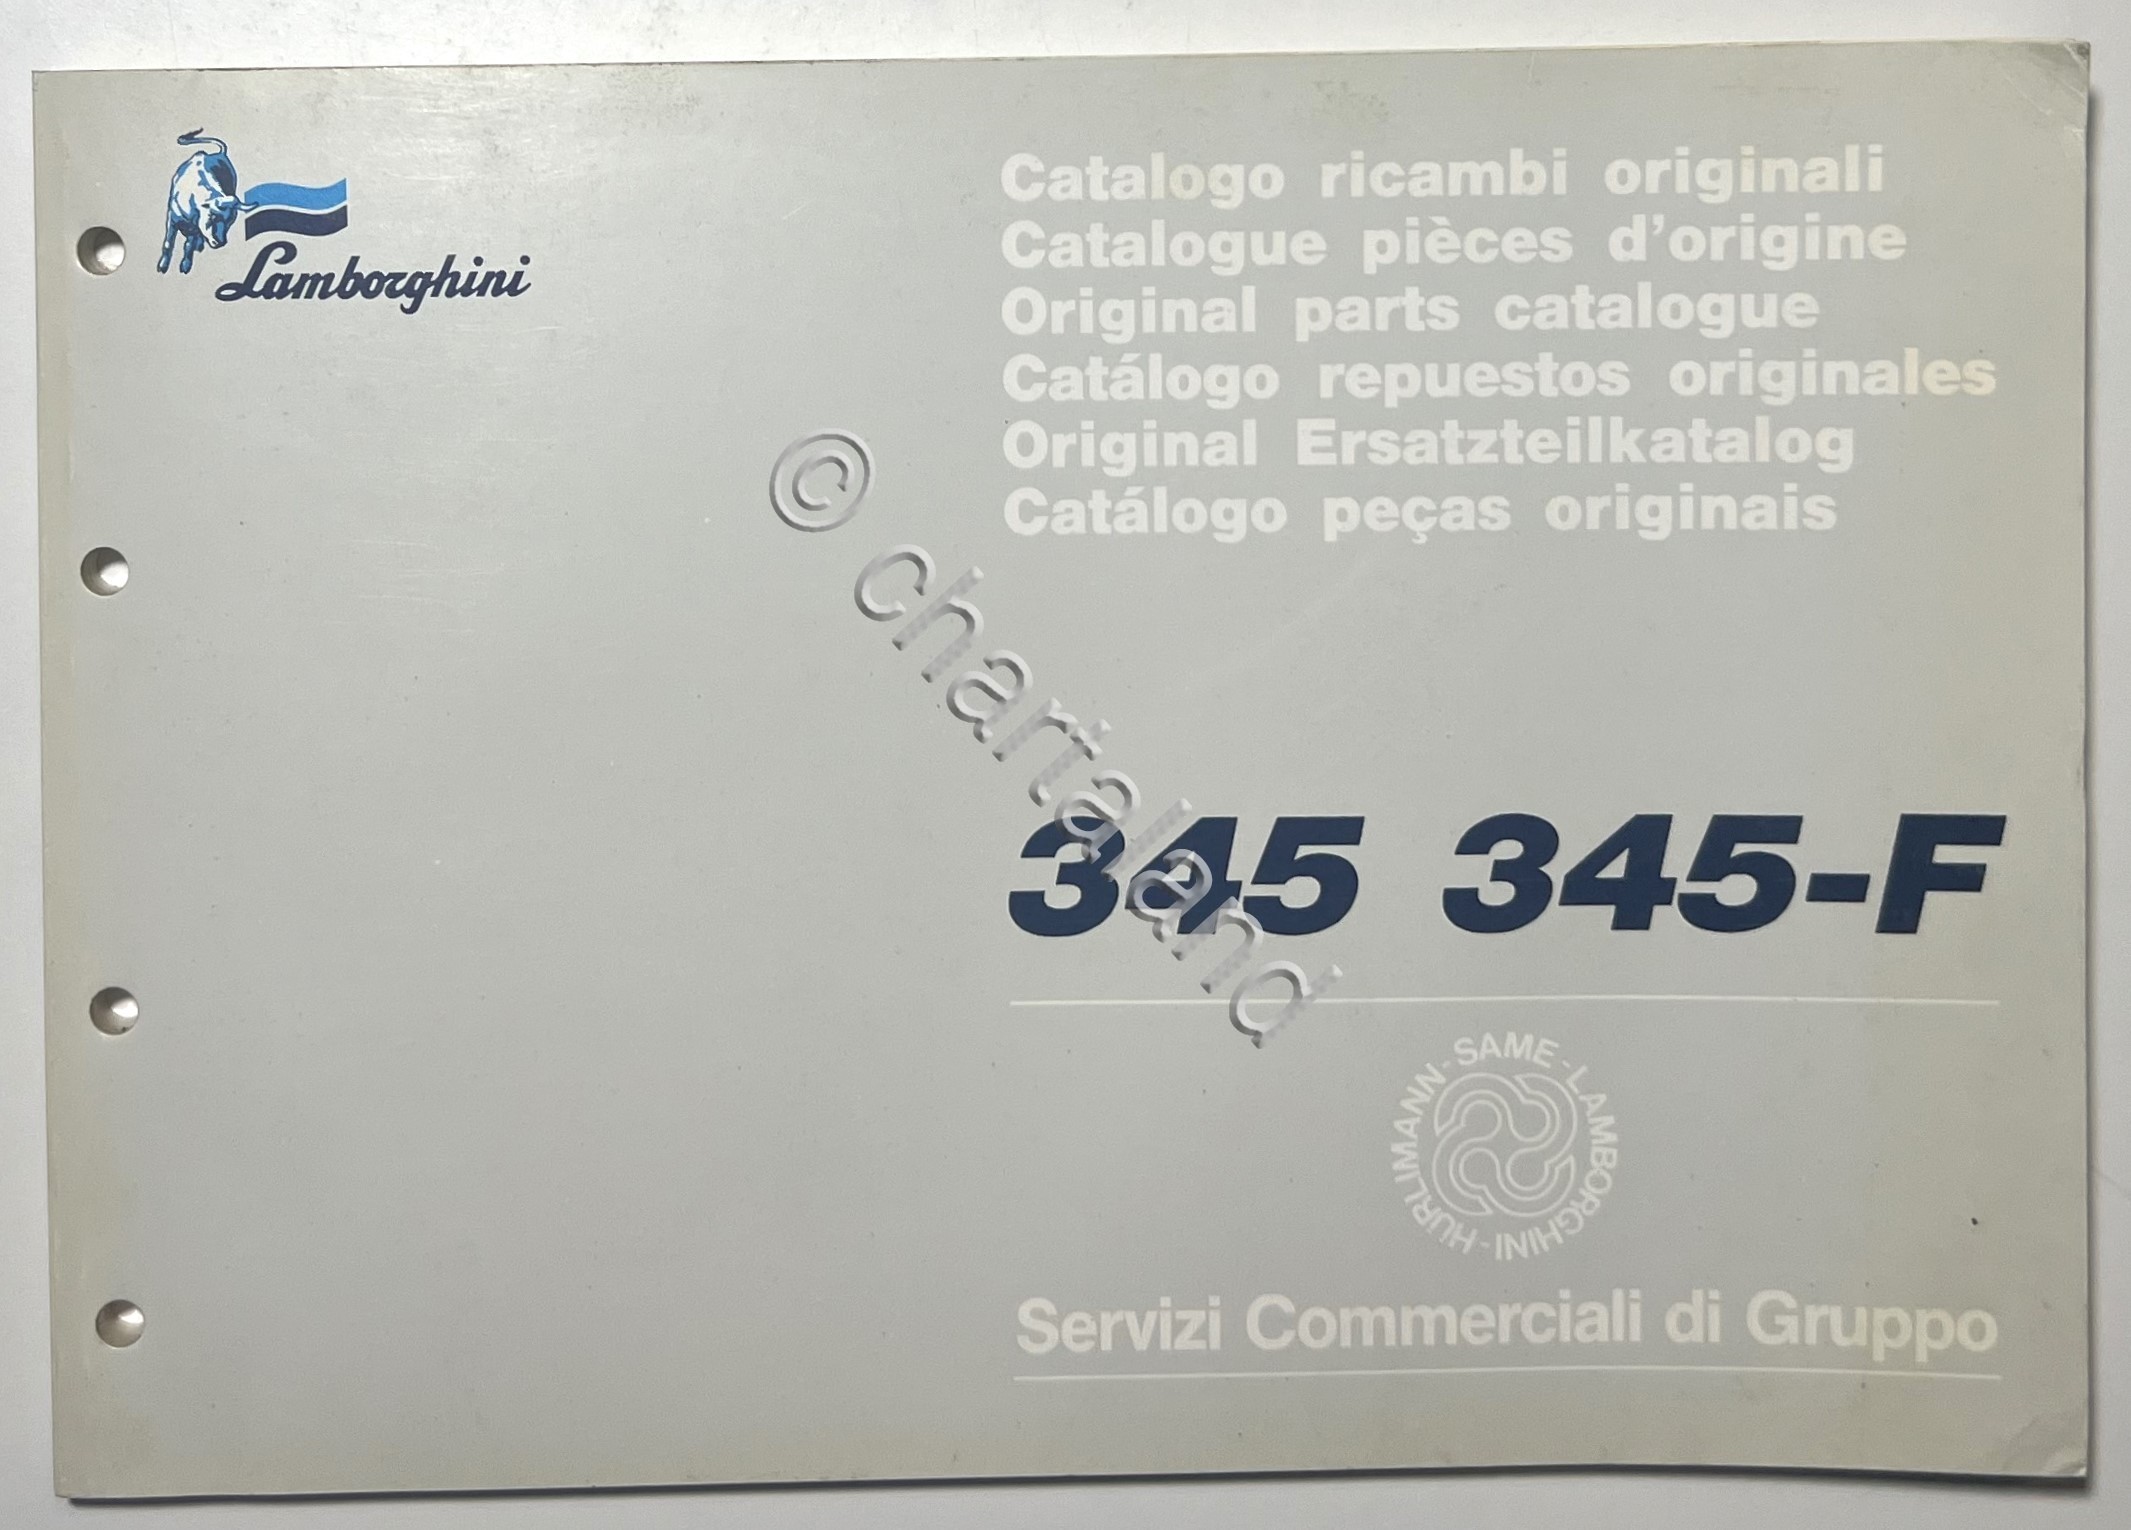 Lamborghini
Catalogo ricambi originali
Catalogue pièces d'origine
Original parts catalogue
Catálogo repuestos originales
Original Ersatzteilkatalog
Catálogo peças originais
© chartaland
345 345-F
HÜRLIMANN-SAME-LAMBORGHINI-
Servizi Commerciali di Gruppo